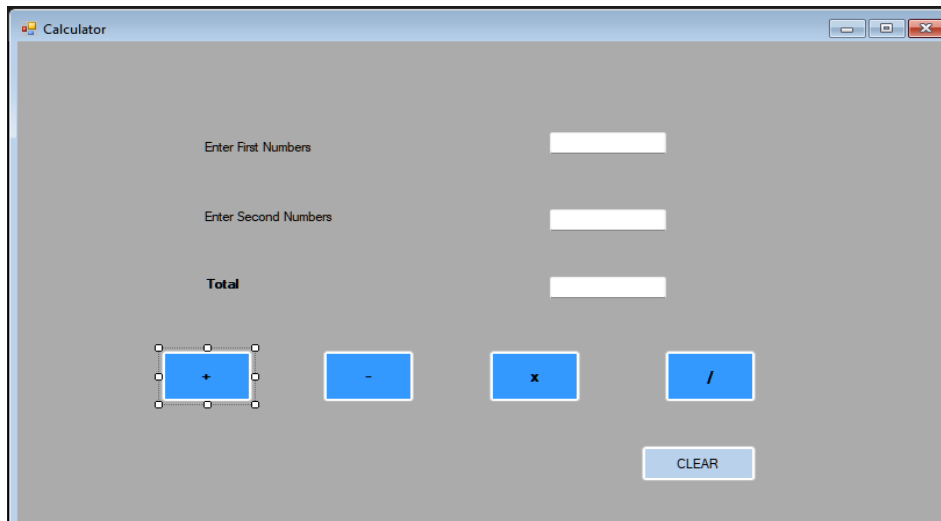 Calculator
Enter First Numbers
Enter Second Numbers
Total
+ - x /
CLEAR